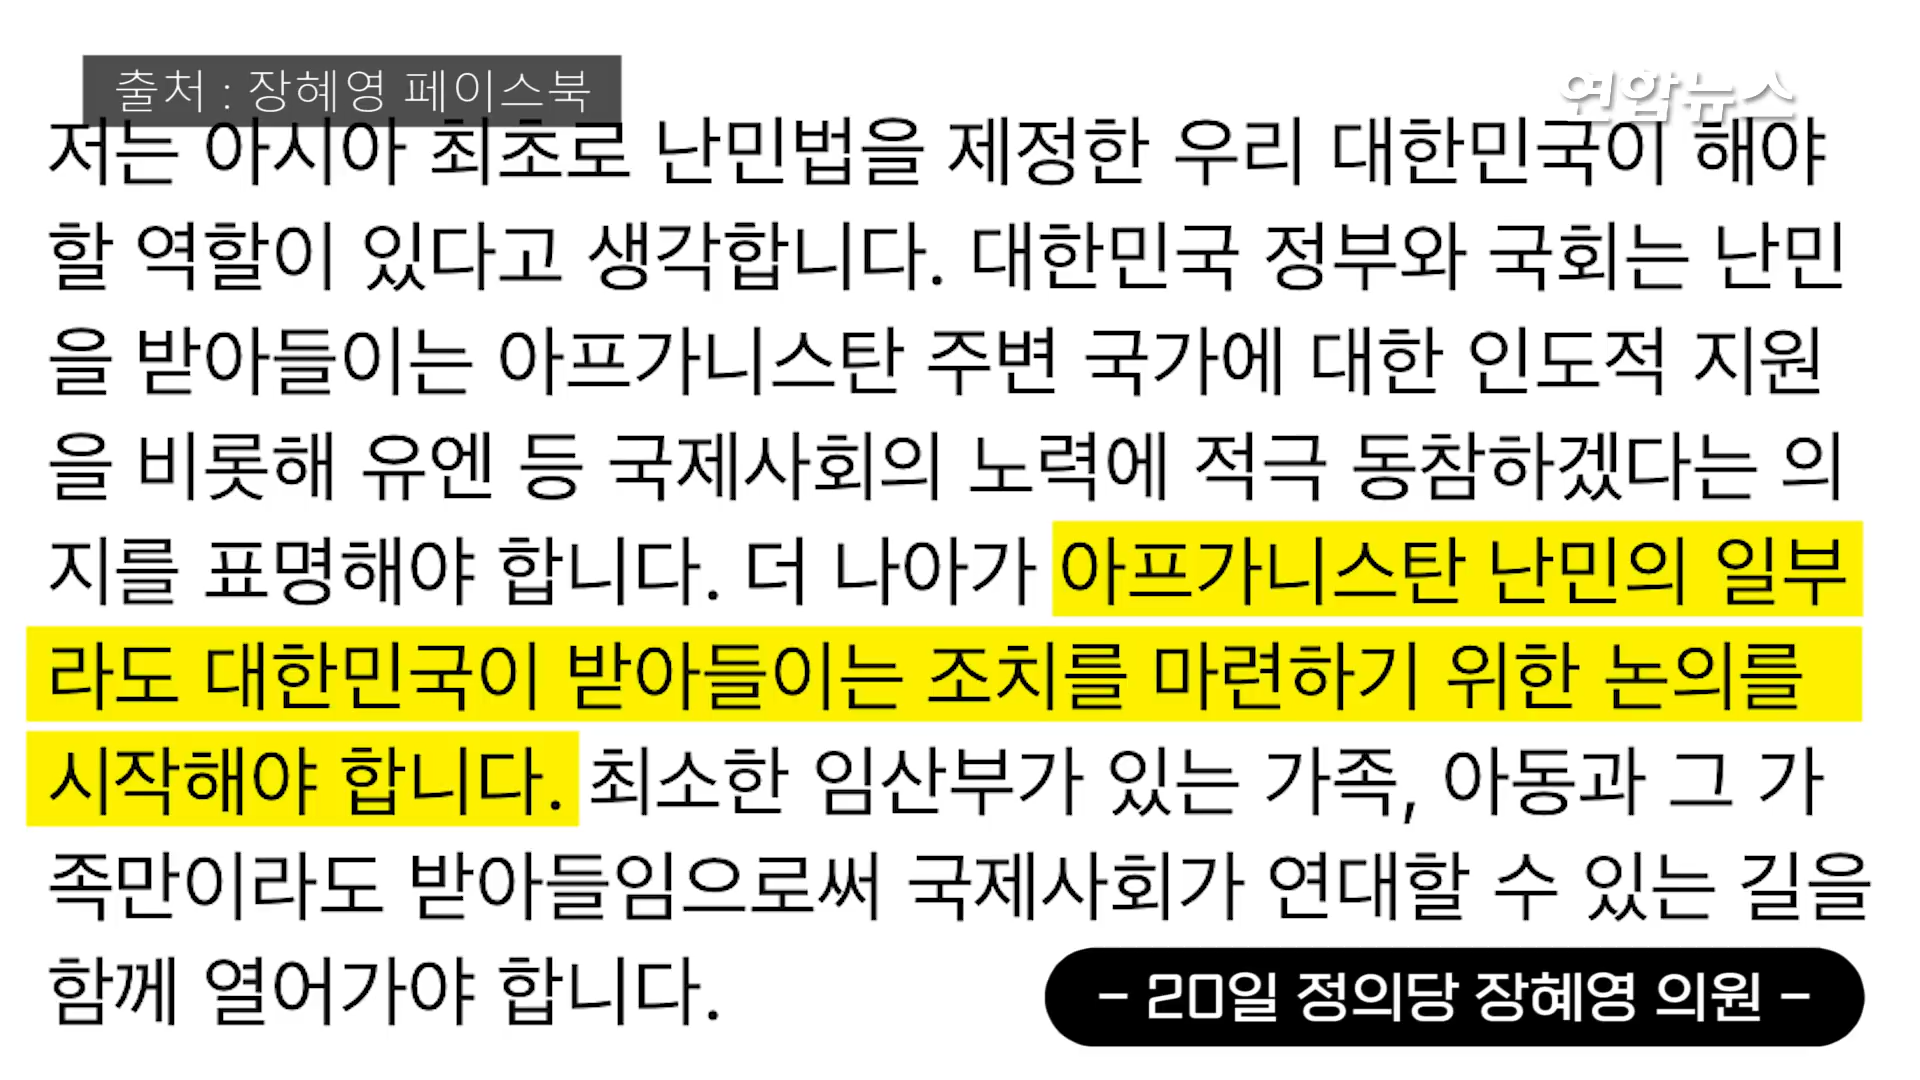 출처 : 장혜영 페이스북
연합뉴스
저는 아시아 최초로 난민법을 제정한 우리 대한민국이 해야
할 역할이 있다고 생각합니다. 대한민국 정부와 국회는 난민
을 받아들이는 아프가니스탄 주변 국가에 대한 인도적 지원
을 비롯해 유엔 등 국제사회의 노력에 적극 동참하겠다는 의
지를 표명해야 합니다. 더 나아가 아프가니스탄 난민의 일부
라도 대한민국이 받아들이는 조치를 마련하기 위한 논의를
시작해야 합니다. 최소한 임산부가 있는 가족, 아동과 그 가
족만이라도 받아들임으로써 국제사회가 연대할 수 있는 길을
함께 열어가야 합니다.
- 20일 정의당 장혜영 의원 -